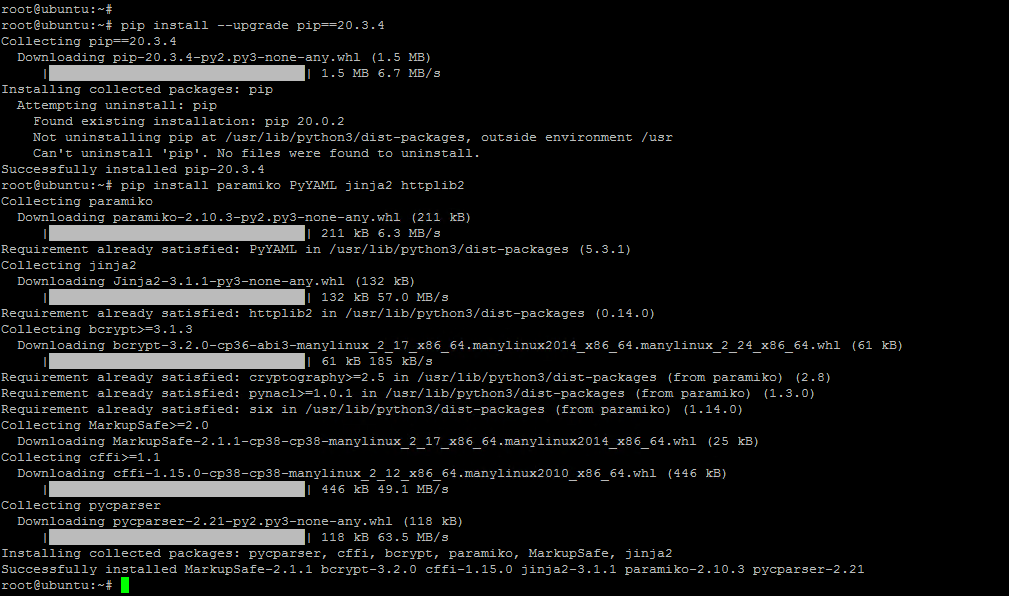 root@ubuntu:~#
root@ubuntu:~# pip install --upgrade pip==20.3.4
Collecting pip==20.3.4
  Downloading pip-20.3.4-py2.py3-none-any.whl (1.5 MB)
     |████████████████████████████████| 1.5 MB 6.7 MB/s
Installing collected packages: pip
  Attempting uninstall: pip
    Found existing installation: pip 20.0.2
    Not uninstalling pip at /usr/lib/python3/dist-packages, outside environment /usr
    Can't uninstall 'pip'. No files were found to uninstall.
Successfully installed pip-20.3.4
root@ubuntu:~# pip install paramiko PyYAML jinja2 httplib2
Collecting paramiko
  Downloading paramiko-2.10.3-py2.py3-none-any.whl (211 kB)
     |████████████████████████████████| 211 kB 6.3 MB/s
Requirement already satisfied: PyYAML in /usr/lib/python3/dist-packages (5.3.1)
Collecting jinja2
  Downloading Jinja2-3.1.1-py3-none-any.whl (132 kB)
     |████████████████████████████████| 132 kB 57.0 MB/s
Requirement already satisfied: httplib2 in /usr/lib/python3/dist-packages (0.14.0)
Collecting bcrypt>=3.1.3
  Downloading bcrypt-3.2.0-cp36-abi3-manylinux_2_17_x86_64.manylinux2014_x86_64.manylinux_2_24_x86_64.whl (61 kB)
     |████████████████████████████████| 61 kB 185 kB/s
Requirement already satisfied: cryptography>=2.5 in /usr/lib/python3/dist-packages (from paramiko) (2.8)
Requirement already satisfied: pynacl>=1.0.1 in /usr/lib/python3/dist-packages (from paramiko) (1.3.0)
Requirement already satisfied: six in /usr/lib/python3/dist-packages (from paramiko) (1.14.0)
Collecting MarkupSafe>=2.0
  Downloading MarkupSafe-2.1.1-cp38-cp38-manylinux_2_17_x86_64.manylinux2014_x86_64.whl (25 kB)
Collecting cffi>=1.1
  Downloading cffi-1.15.0-cp38-cp38-manylinux_2_12_x86_64.manylinux2010_x86_64.whl (446 kB)
     |████████████████████████████████| 446 kB 49.1 MB/s
Collecting pycparser
  Downloading pycparser-2.21-py2.py3-none-any.whl (118 kB)
     |████████████████████████████████| 118 kB 63.5 MB/s
Installing collected packages: pycparser, cffi, bcrypt, paramiko, MarkupSafe, jinja2
Successfully installed MarkupSafe-2.1.1 bcrypt-3.2.0 cffi-1.15.0 jinja2-3.1.1 paramiko-2.10.3 pycparser-2.21
root@ubuntu:~#